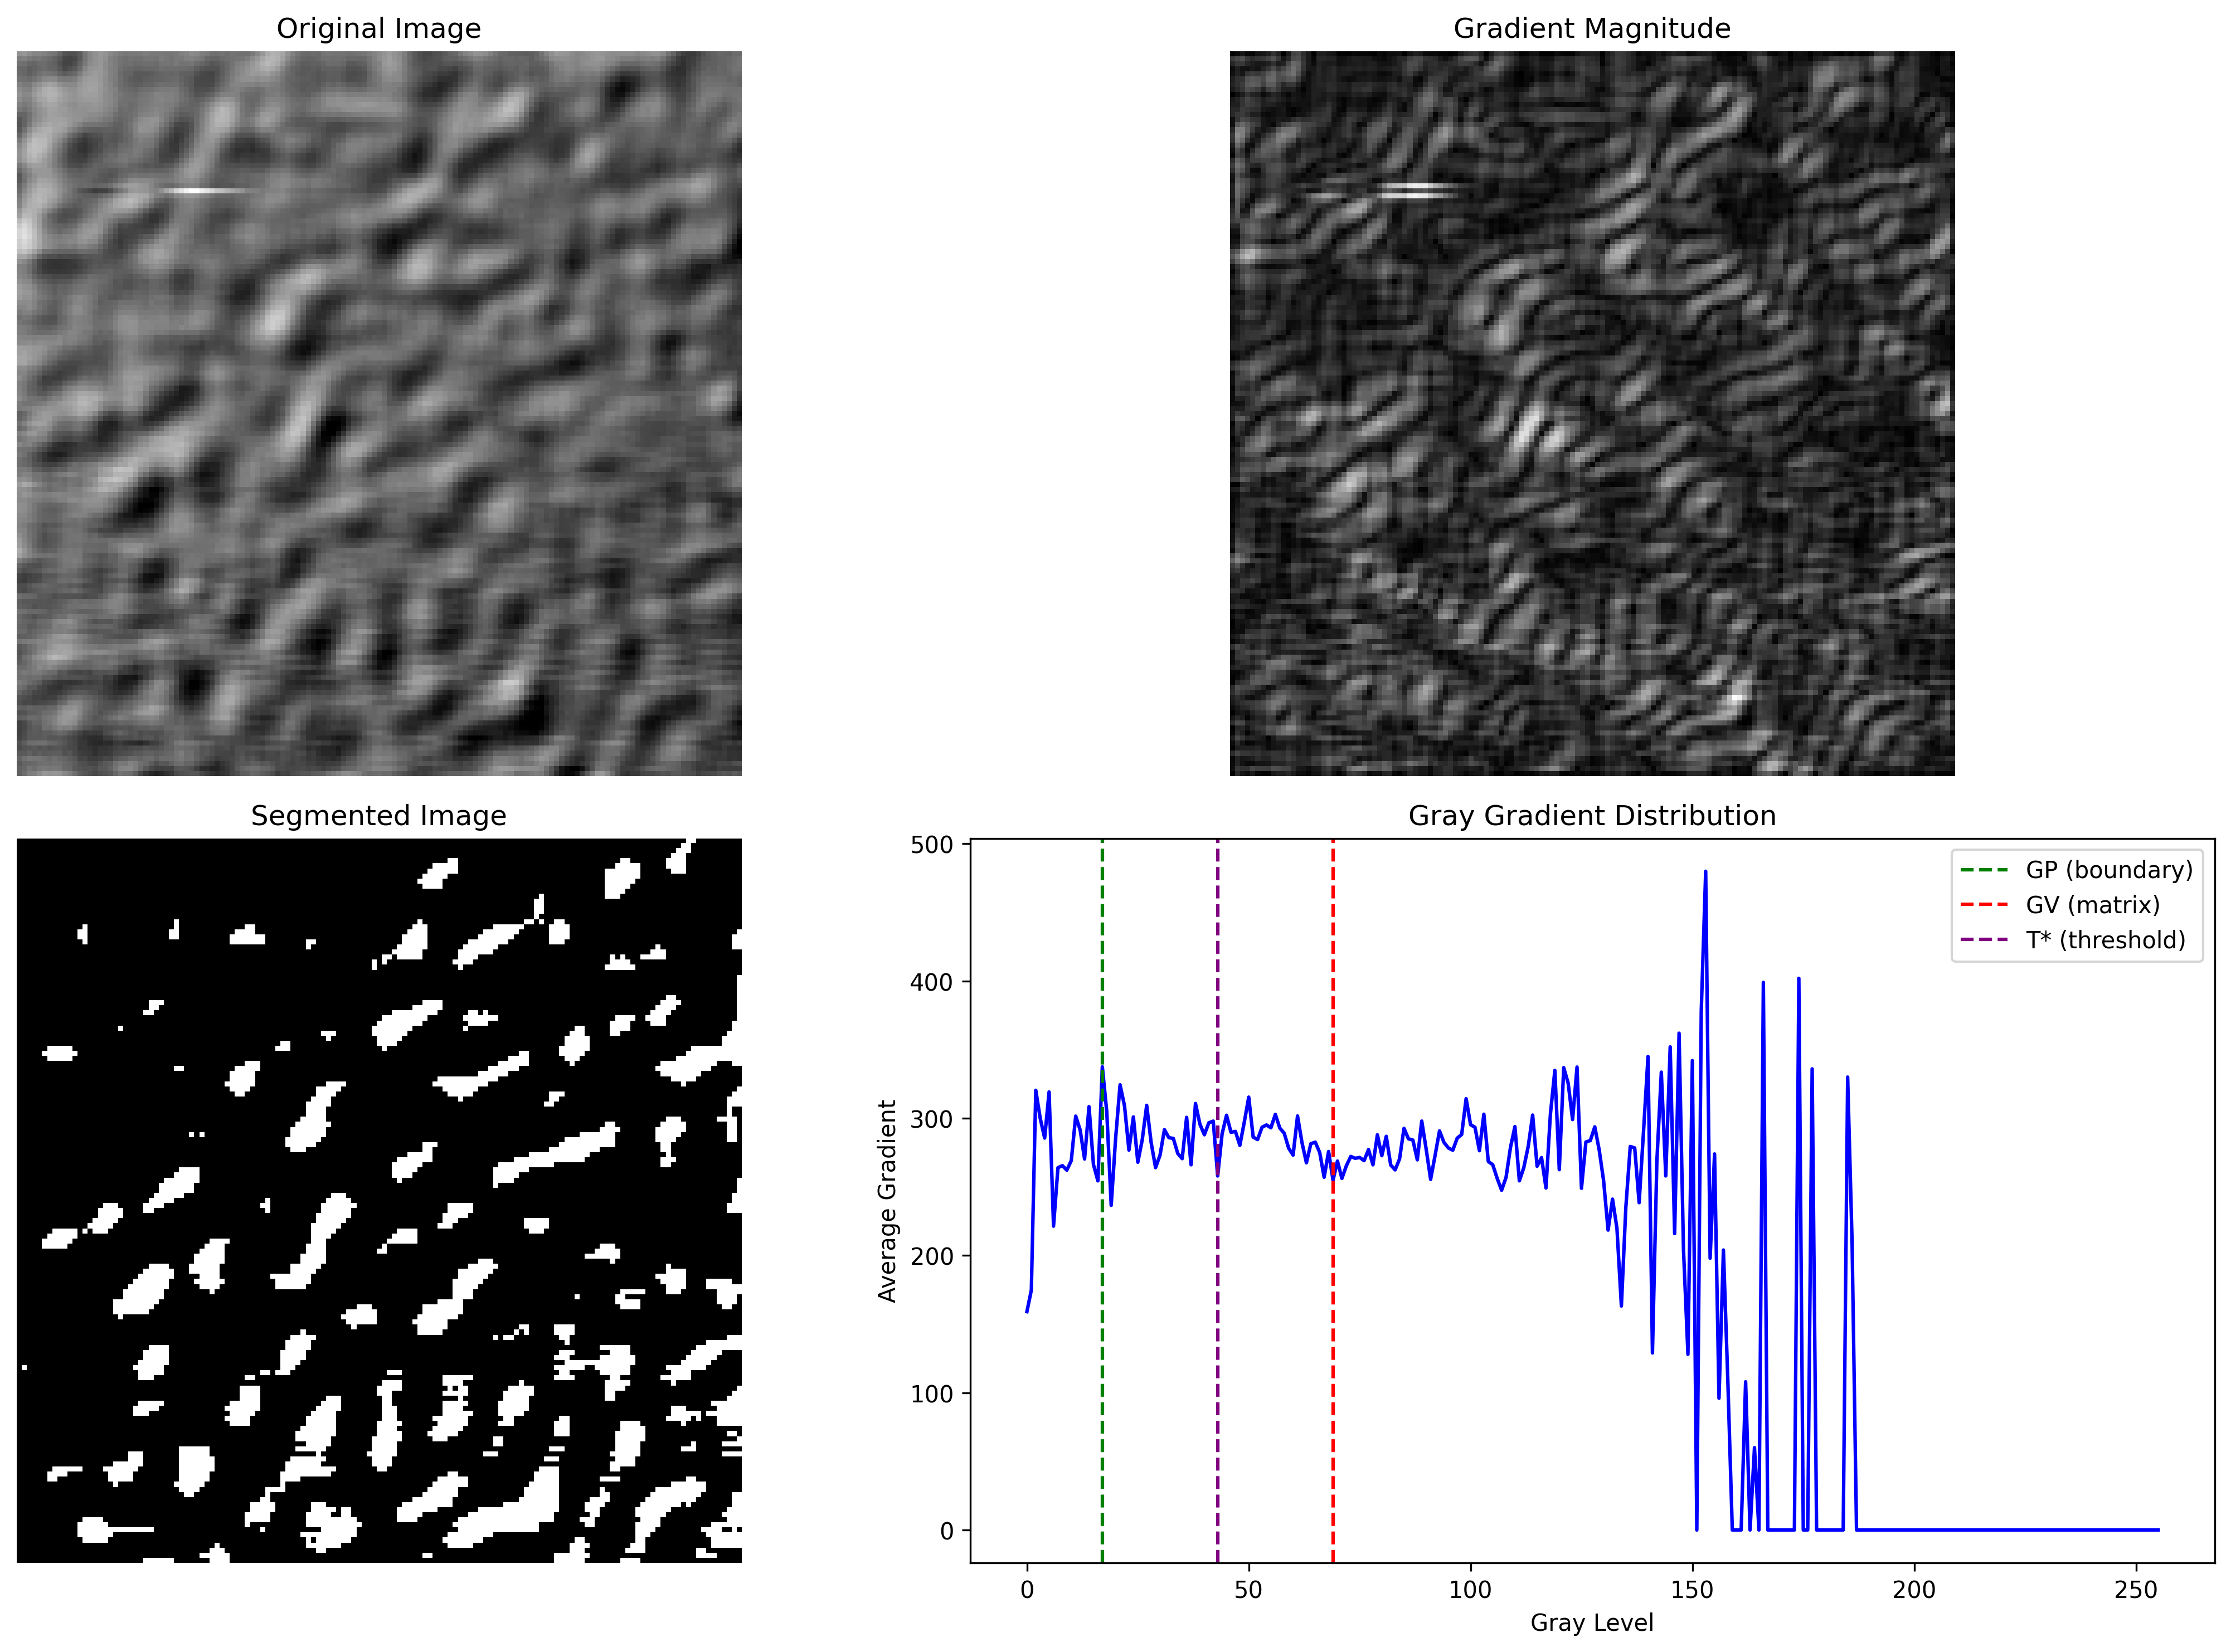 Original Image
Gradient Magnitude
Segmented Image
Gray Gradient Distribution
500
400
300
200
100
0
Average Gradient
GP (boundary)
GV (matrix)
T* (threshold)
0 50 100 150 200 250
Gray Level